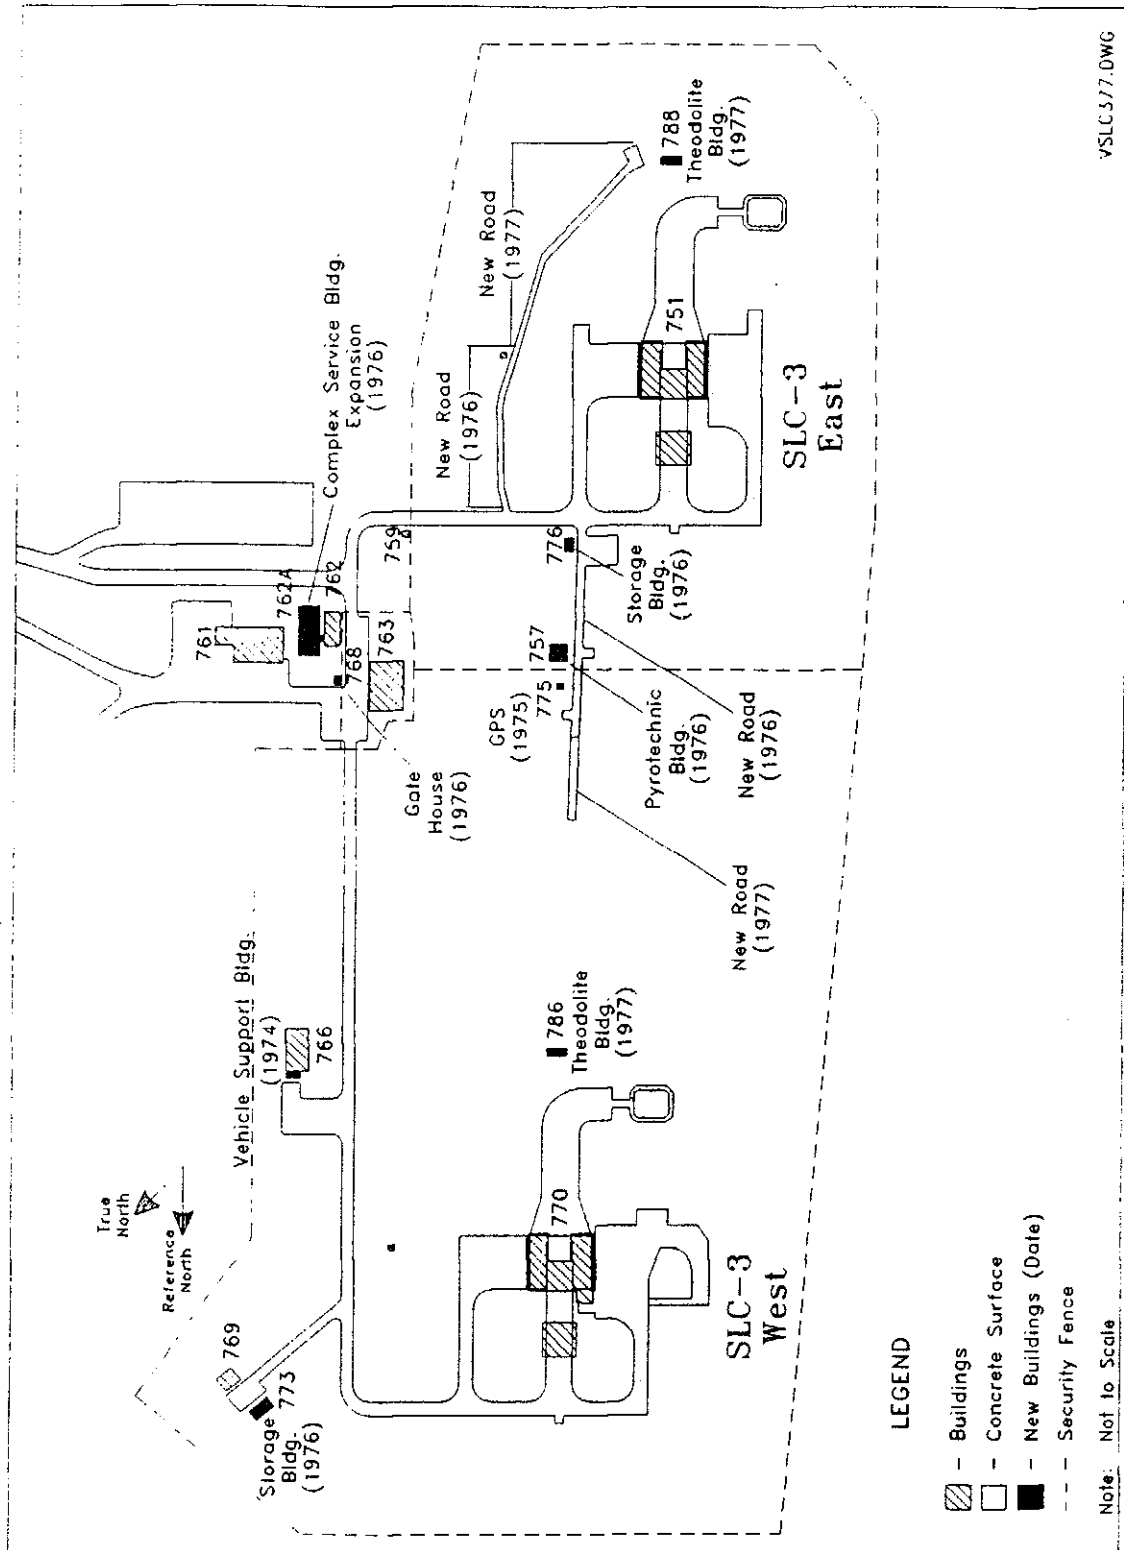 True
North
Reference
North
769
773
Storage
Bldg.
(1976)
Vehicle Support Bldg.
(1974)
766
761
762A
762
768
763
759
Complex Service Bldg.
Expansion
(1976)
Gate
House
(1976)
New Road
(1976)
New Road
(1977)
788
Theodolite
Bldg.
(1977)
751
SLC-3
East
776
Storage
Bldg.
(1976)
757
775
GPS
(1975)
Pyrotechnic
Bldg.
(1976)
New Road
(1976)
New Road
(1977)
786
Theodolite
Bldg.
(1977)
770
SLC-3
West
LEGEND
- Buildings
- Concrete Surface
- New Buildings (Date)
- Security Fence
Note: Not to Scale
VSLC377.DWG